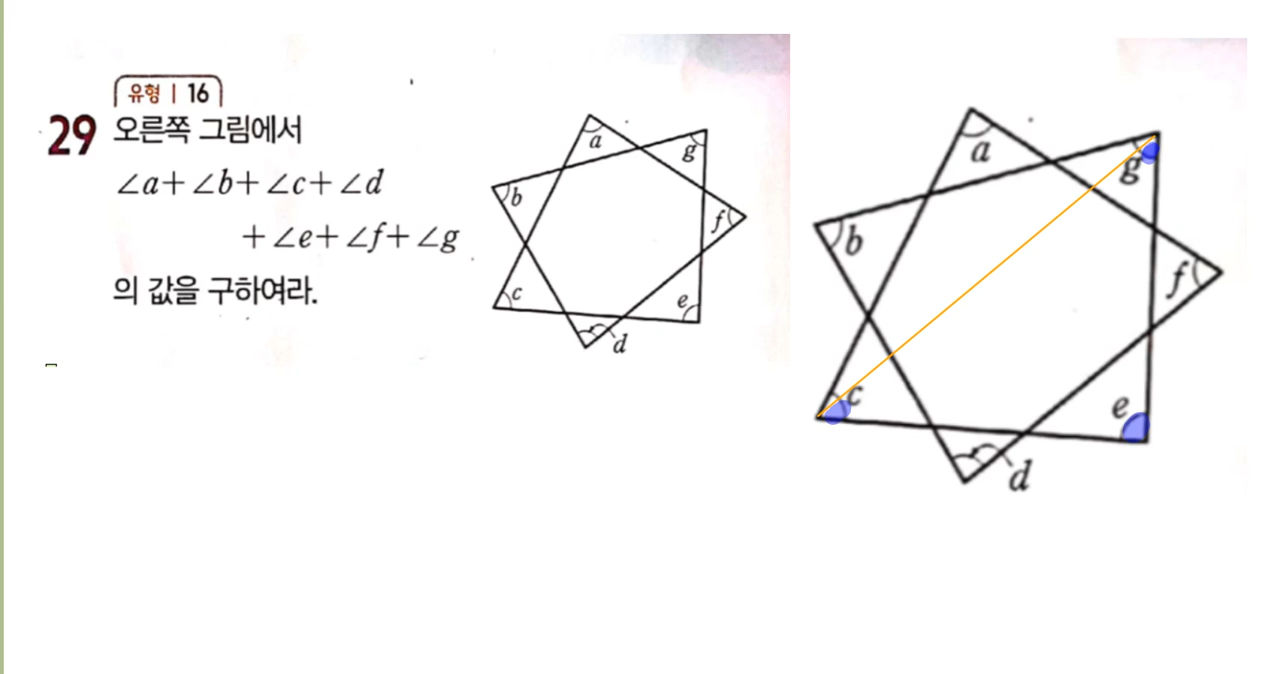 유형 | 16
29 오른쪽 그림에서
∠a+∠b+∠c+∠d
+∠e+∠f+∠g
의 값을 구하여라.
a
g
b
f
c
e
d
a
g
b
f
c
e
d